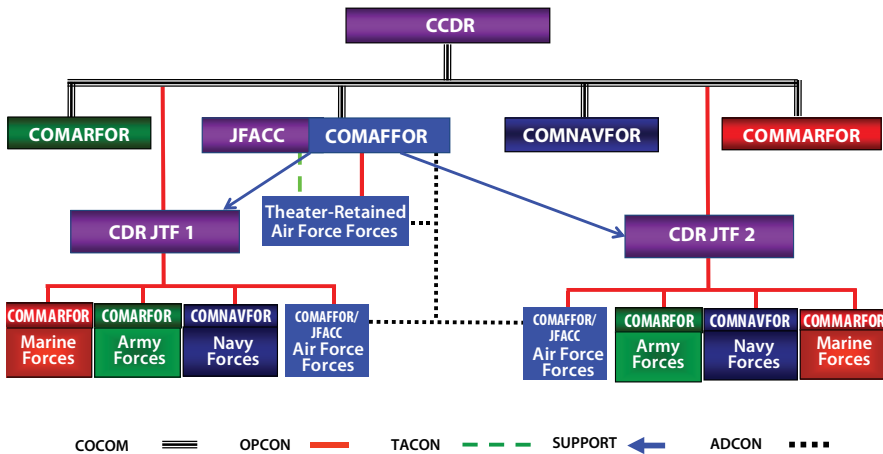 CCDR
COMARFOR
JFACC
COMAFFOR
COMNAVFOR
COMMARFOR
Theater-Retained
Air Force Forces
CDR JTF 1
CDR JTF 2
COMMARFOR
Marine
Forces
COMARFOR
Army
Forces
COMNAVFOR
Navy
Forces
COMAFFOR/
JFACC
Air Force
Forces
COMAFFOR/
JFACC
Air Force
Forces
COMARFOR
Army
Forces
COMNAVFOR
Navy
Forces
COMMARFOR
Marine
Forces
COCOM
OPCON
TACON
SUPPORT
ADCON